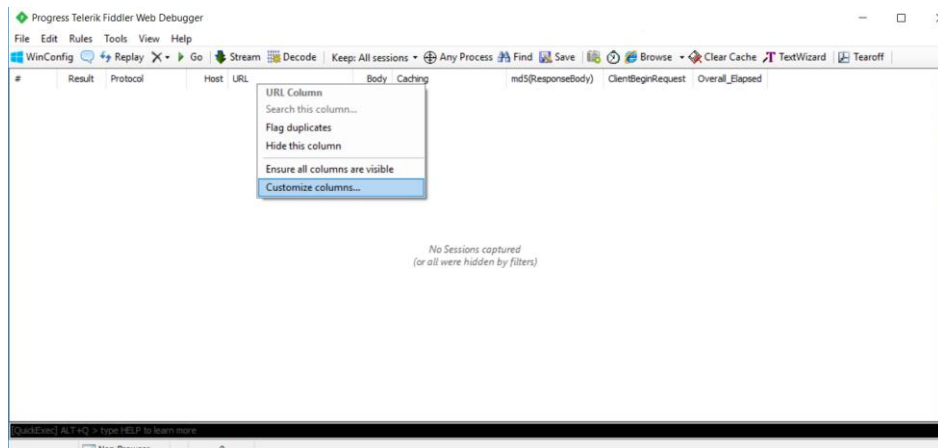 Progress Telerik Fiddler Web Debugger
File Edit Rules Tools View Help
WinConfig Replay Go Stream Decode Keep: All sessions Any Process Find Save Browse Clear Cache TextWizard Tearoff
# Result Protocol Host URL Body Caching md5(ResponseBody) ClientBeginRequest Overall_Elapsed
URL Column
Search this column...
Flag duplicates
Hide this column
Ensure all columns are visible
Customize columns...
No Sessions captured
(or all were hidden by filters)
[QuickExec] ALT+Q > type HELP to learn more